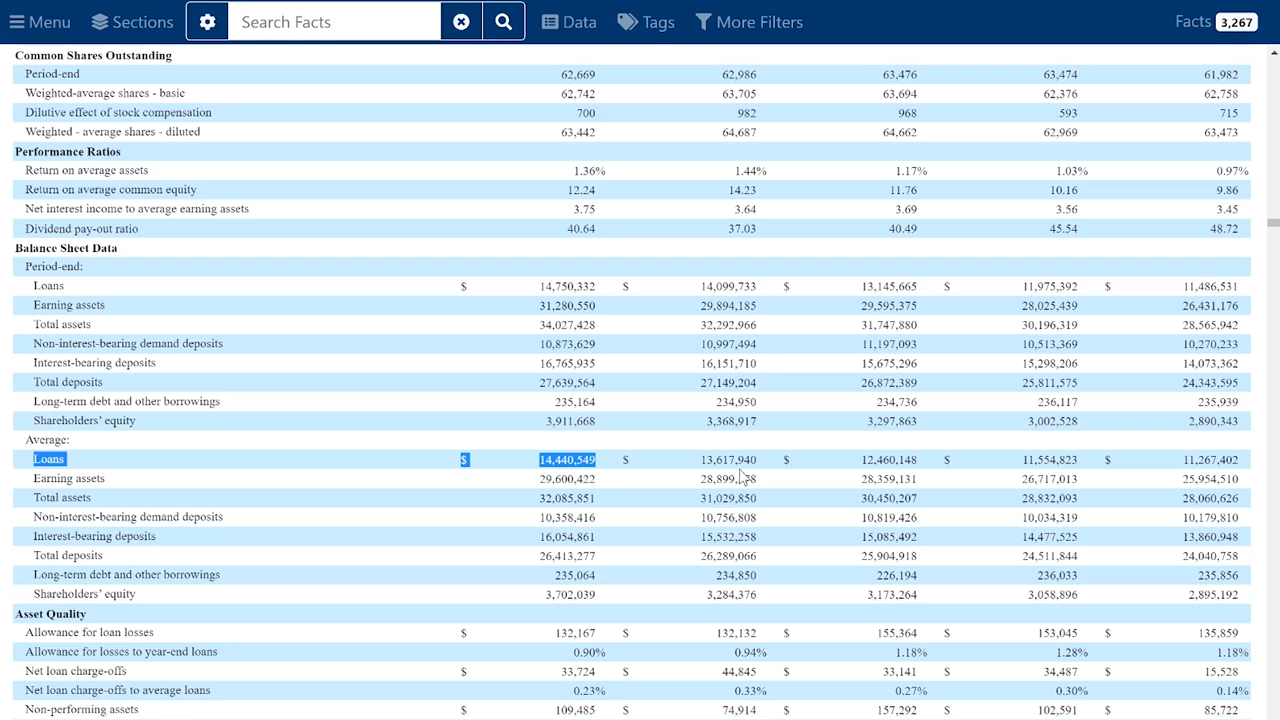 Menu Sections Search Facts Data Tags More Filters Facts 3,267
Common Shares Outstanding
Period-end 62,669 62,986 63,476 63,474 61,982
Weighted-average shares - basic 62,742 63,705 63,694 62,376 62,758
Dilutive effect of stock compensation 700 982 968 593 715
Weighted - average shares - diluted 63,442 64,687 64,662 62,969 63,473
Performance Ratios
Return on average assets 1.36% 1.44% 1.17% 1.03% 0.97%
Return on average common equity 12.24 14.23 11.76 10.16 9.86
Net interest income to average earning assets 3.75 3.64 3.69 3.56 3.45
Dividend pay-out ratio 40.64 37.03 40.49 45.54 48.72
Balance Sheet Data
Period-end:
Loans $ 14,750,332 $ 14,099,733 $ 13,145,665 $ 11,975,392 $ 11,486,531
Earning assets 31,280,550 29,894,185 29,595,375 28,025,439 26,431,176
Total assets 34,027,428 32,292,966 31,747,880 30,196,319 28,565,942
Non-interest-bearing demand deposits 10,873,629 10,997,494 11,197,093 10,513,369 10,270,233
Interest-bearing deposits 16,765,935 16,151,710 15,675,296 15,298,206 14,073,362
Total deposits 27,639,564 27,149,204 26,872,389 25,811,575 24,343,595
Long-term debt and other borrowings 235,164 234,950 234,736 236,117 235,939
Shareholders' equity 3,911,668 3,368,917 3,297,863 3,002,528 2,890,343
Average:
Loans $ 14,440,549 $ 13,617,940 $ 12,460,148 $ 11,554,823 $ 11,267,402
Earning assets 29,600,422 28,359,131 26,717,013 25,954,510
Total assets 32,085,851 31,029,850 30,450,207 28,832,093 28,060,626
Non-interest-bearing demand deposits 10,358,416 10,756,808 10,819,426 10,034,319 10,179,810
Interest-bearing deposits 16,054,861 15,532,258 15,085,492 14,477,525 13,860,948
Total deposits 26,413,277 26,289,066 25,904,918 24,511,844 24,040,758
Long-term debt and other borrowings 235,064 234,850 226,194 236,033 235,856
Shareholders' equity 3,702,039 3,284,376 3,173,264 3,058,896 2,895,192
Asset Quality
Allowance for loan losses $ 132,167 $ 132,132 $ 155,364 $ 153,045 $ 135,859
Allowance for losses to year-end loans 0.90% 0.94% 1.18% 1.28% 1.18%
Net loan charge-offs $ 33,724 $ 44,845 $ 33,141 $ 34,487 $ 15,528
Net loan charge-offs to average loans 0.23% 0.33% 0.27% 0.30% 0.14%
Non-performing assets $ 109,485 $ 74,914 $ 157,292 $ 102,591 $ 85,722